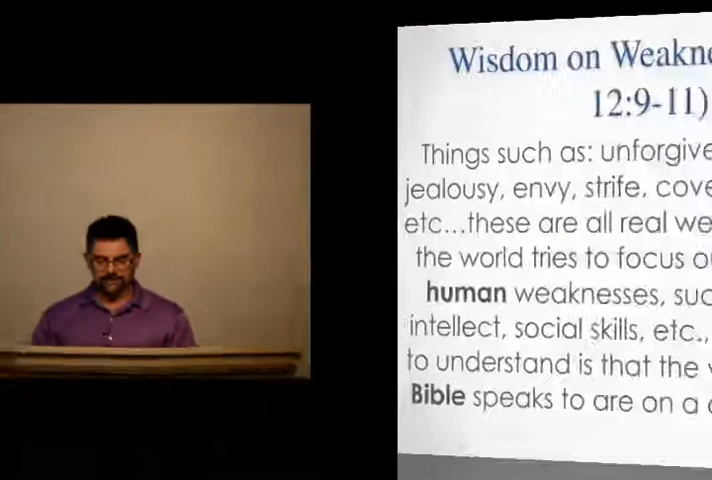 Wisdom on Weakne
12:9-11)
Things such as: unforgive
jealousy, envy, strife, cove
etc...these are all real we
the world tries to focus o
human weaknesses, suc
intellect, social skills, etc.,
to understand is that the
Bible speaks to are on a